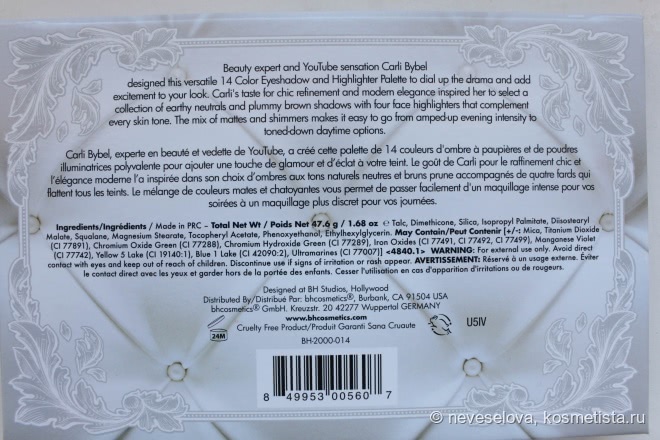 Beauty expert and YouTube sensation Carli Bybel
designed this versatile 14 Color Eyeshadow and Highlighter Palette to dial up the drama and add
excitement to your look. Carli's taste for chic refinement and modern elegance inspired her to select a
collection of earthy neutrals and plummy brown shadows with four face highlighters that complement
every skin tone. The mix of mattes and shimmers makes it easy to go from amped-up evening intensity to
toned-down daytime options.
Carli Bybel, experte en beauté et vedette de YouTube, a créé cette palette de 14 couleurs d'ombre à paupières et de poudres
illuminatrices polyvalente pour ajouter une touche de glamour et d'éclat à votre teint. Le goût de Carli pour le raffinement chic et
l'élégance moderne l'a inspirée dans son choix d'ombres aux tons naturels neutres et bruns prune accompagnés de quatre fards qui
flattent tous les teints. Le mélange de couleurs mates et chatoyantes vous permet de passer facilement d'un maquillage intense pour vos
soirées à un maquillage plus discret pour vos journées.
Ingredients/Ingrédients / Made in PRC – Total Net Wt / Poids Net 47.6 g / 1.68 oz ℮ Talc, Dimethicone, Silica, Isopropyl Palmitate, Diisostearyl
Malate, Squalane, Magnesium Stearate, Tocopheryl Acetate, Phenoxyethanol, Ethylhexylglycerin. May Contain/Peut Contenir [+/-: Mica, Titanium Dioxide
(CI 77891), Chromium Oxide Green (CI 77288), Chromium Hydroxide Green (CI 77289), Iron Oxides (CI 77491, CI 77492, CI 77499), Manganese Violet
(CI 77742), Yellow 5 Lake (CI 19140:1), Blue 1 Lake (CI 42090:2), Ultramarines (CI 77007)] <4840.1> WARNING: For external use only. Avoid direct
contact with eyes and keep out of reach of children. Discontinue use if signs of irritation or rash appear. AVERTISSEMENT: Réservé à un usage externe. Éviter
le contact direct avec les yeux et garder hors de la portée des enfants. Cesser l'utilisation en cas d'apparition d'irritations ou de rougeurs.
Designed at BH Studios, Hollywood
Distributed By/Distribué Par: bhcosmetics®, Burbank, CA 91504 USA
bhcosmetics® GmbH. Kreuzstr. 20 42277 Wuppertal GERMANY
www.bhcosmetics.com
24M Cruelty Free Product/Produit Garanti Sans Cruaute U5IV
BH-2000-014
8 49953 00560 7
© neveselova, kosmetista.ru